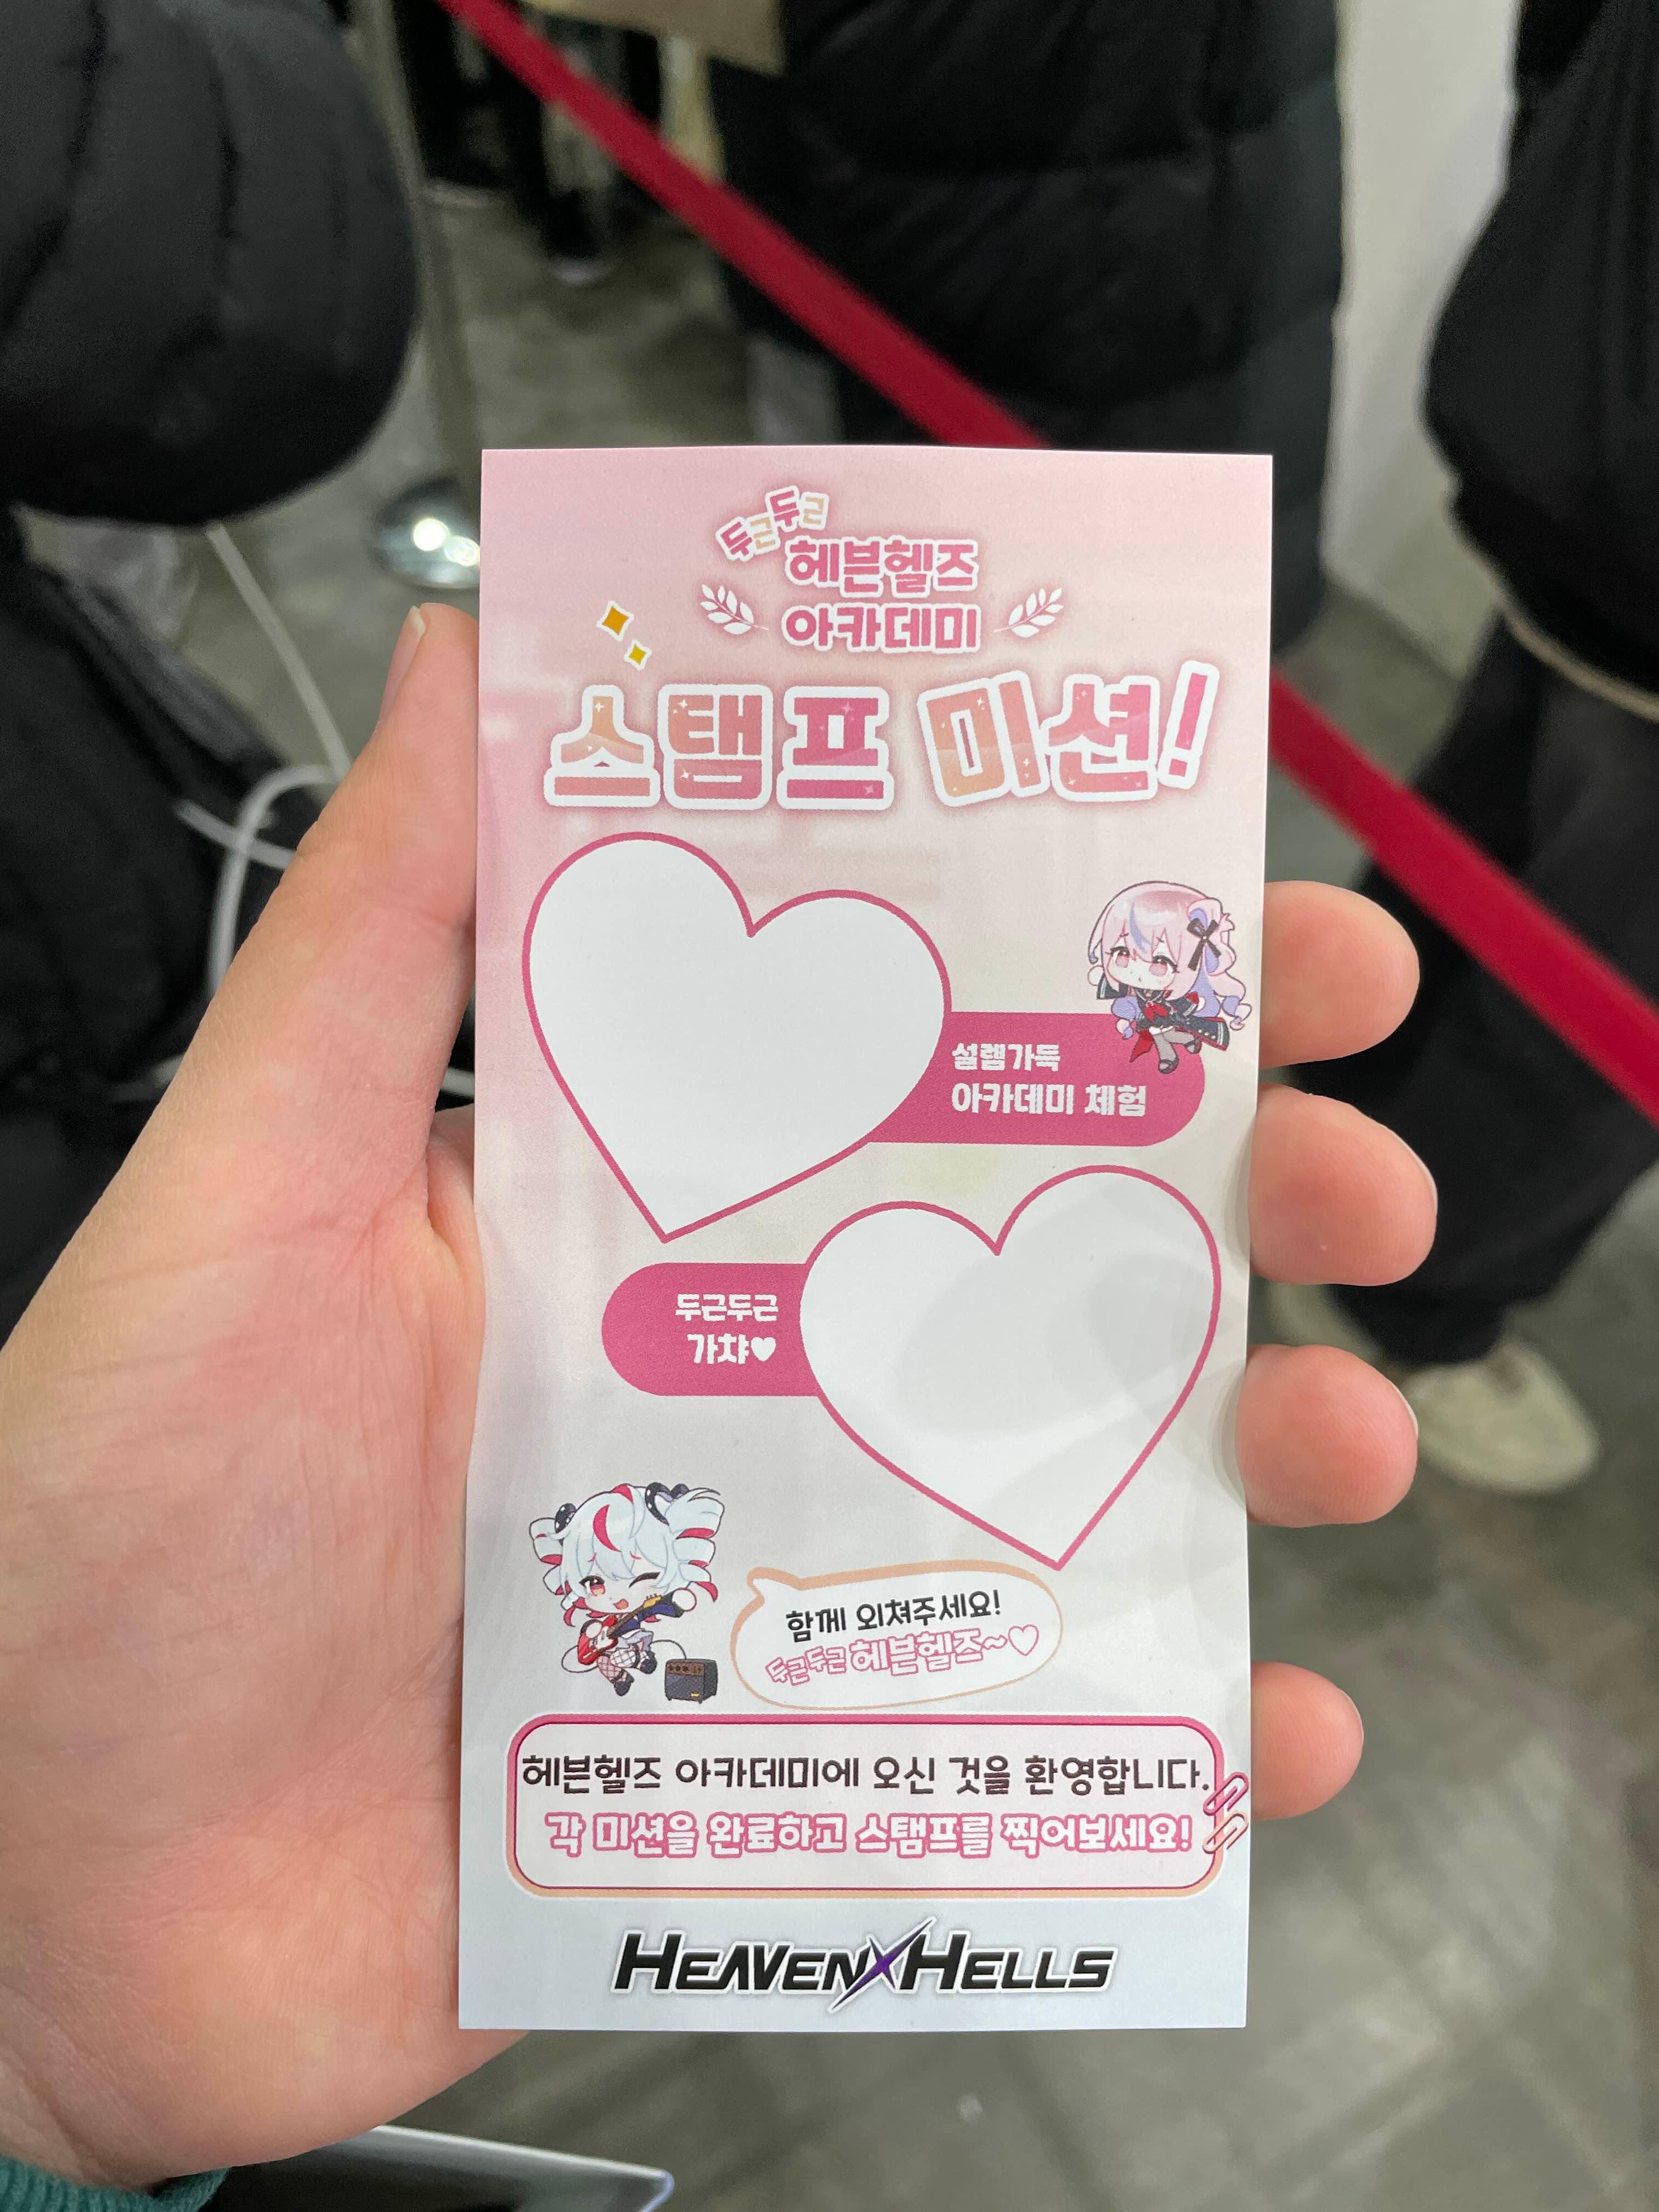 두근두근
헤븐헬즈
아카데미
스탬프 미션!
설렘가득
아카데미 체험
두근두근
가챠♥
함께 외쳐주세요!
두근두근 헤븐헬즈~♡
헤븐헬즈 아카데미에 오신 것을 환영합니다.
각 미션을 완료하고 스탬프를 찍어보세요!
HEAVENXHELLS